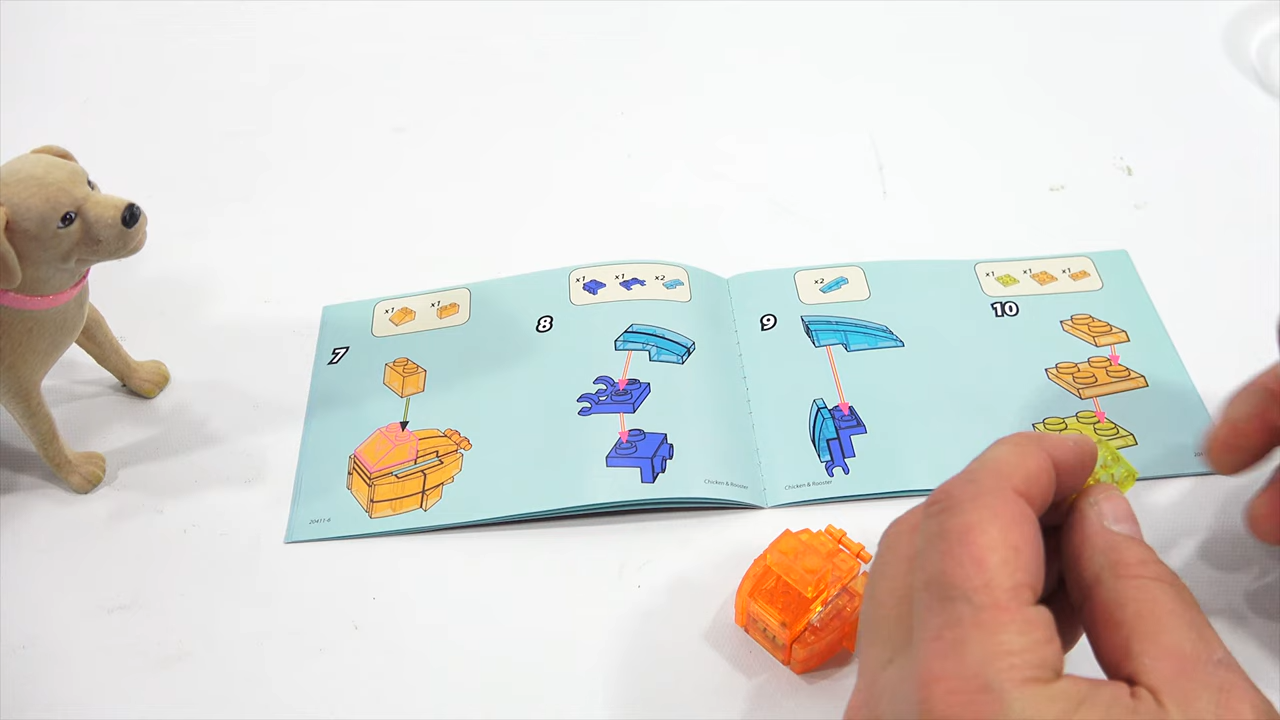 x1 x1
7
20411-6
x1 x1 x2
8
Chicken & Rooster
x2
9
Chicken & Rooster
x1 x1 x1
10